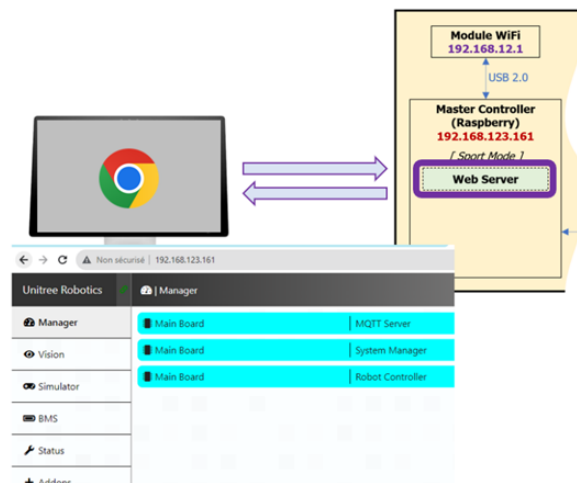 Module WiFi
192.168.12.1
USB 2.0
Master Controller
(Raspberry)
192.168.123.161
[ Sport Mode ]
Web Server
Non sécurisé | 192.168.123.161
Unitree Robotics
| Manager
Manager
Main Board | MQTT Server
Vision
Main Board | System Manager
Simulator
Main Board | Robot Controller
BMS
Status
Addons